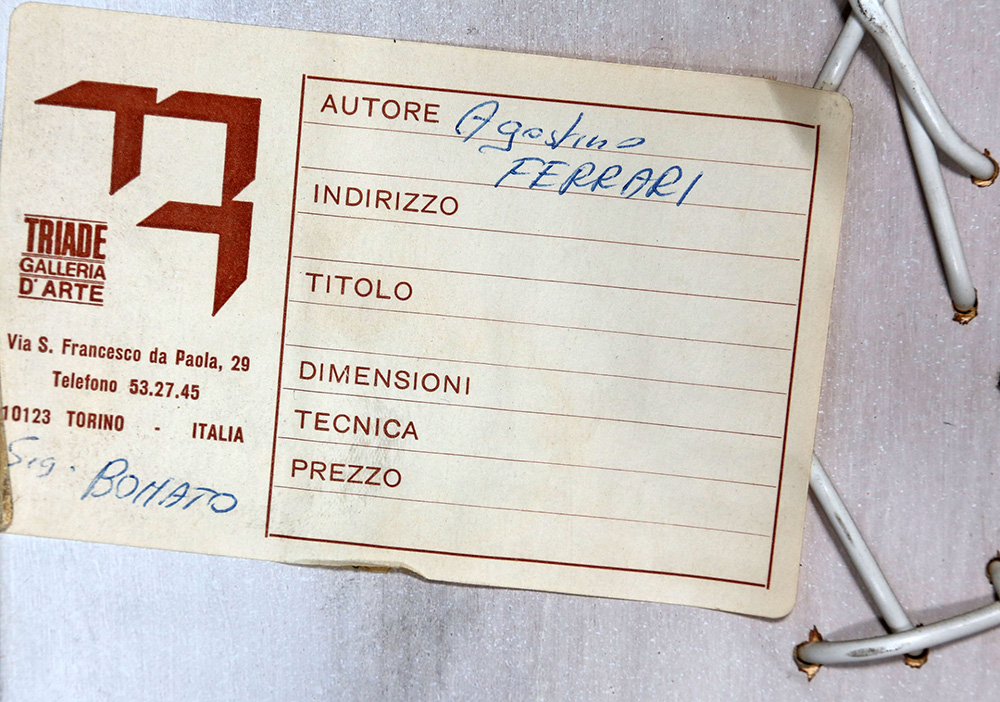 TRIADE
GALLERIA
D'ARTE
Via S. Francesco da Paola, 29
Telefono 53.27.45
10123 TORINO - ITALIA
Sig. BONATO
AUTORE Agostino
FERRARI
INDIRIZZO
TITOLO
DIMENSIONI
TECNICA
PREZZO